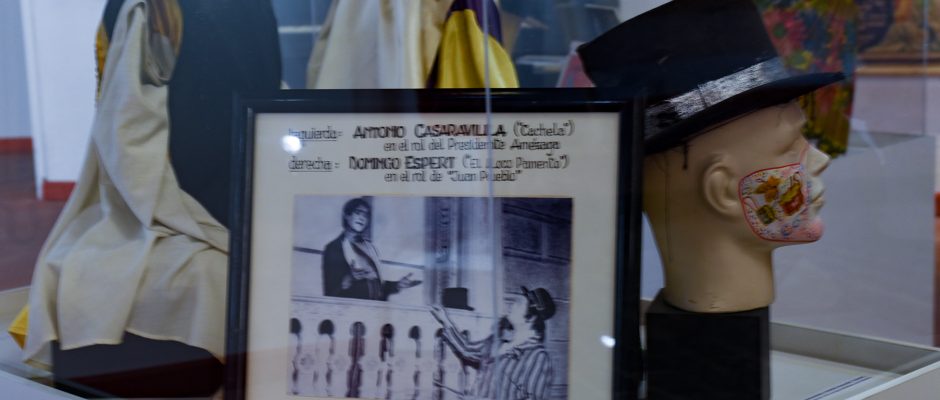 Izquierda: ANTONIO CASARAVILLA ("Cachela")
en el rol del Presidente Amézaga
derecha: DOMINGO ESPERT ("EL Loco Pamento")
en el rol de "Juan Pueblo"